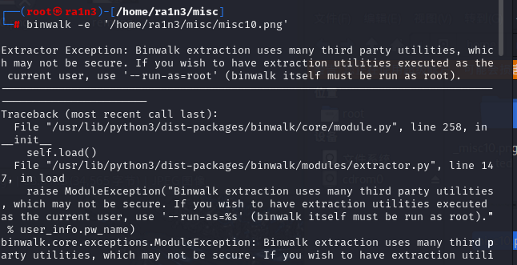 ┌──(root㉿ra1n3)-[/home/ra1n3/misc]
└─# binwalk -e  '/home/ra1n3/misc/misc10.png'
Extractor Exception: Binwalk extraction uses many third party utilities, whic
h may not be secure. If you wish to have extraction utilities executed as the
 current user, use '--run-as=root' (binwalk itself must be run as root).
Traceback (most recent call last):
  File "/usr/lib/python3/dist-packages/binwalk/core/module.py", line 258, in
__init__
    self.load()
  File "/usr/lib/python3/dist-packages/binwalk/modules/extractor.py", line 14
7, in load
    raise ModuleException("Binwalk extraction uses many third party utilities
, which may not be secure. If you wish to have extraction utilities executed
as the current user, use '--run-as=%s' (binwalk itself must be run as root)."
 % user_info.pw_name)
binwalk.core.exceptions.ModuleException: Binwalk extraction uses many third p
arty utilities, which may not be secure. If you wish to have extraction utili